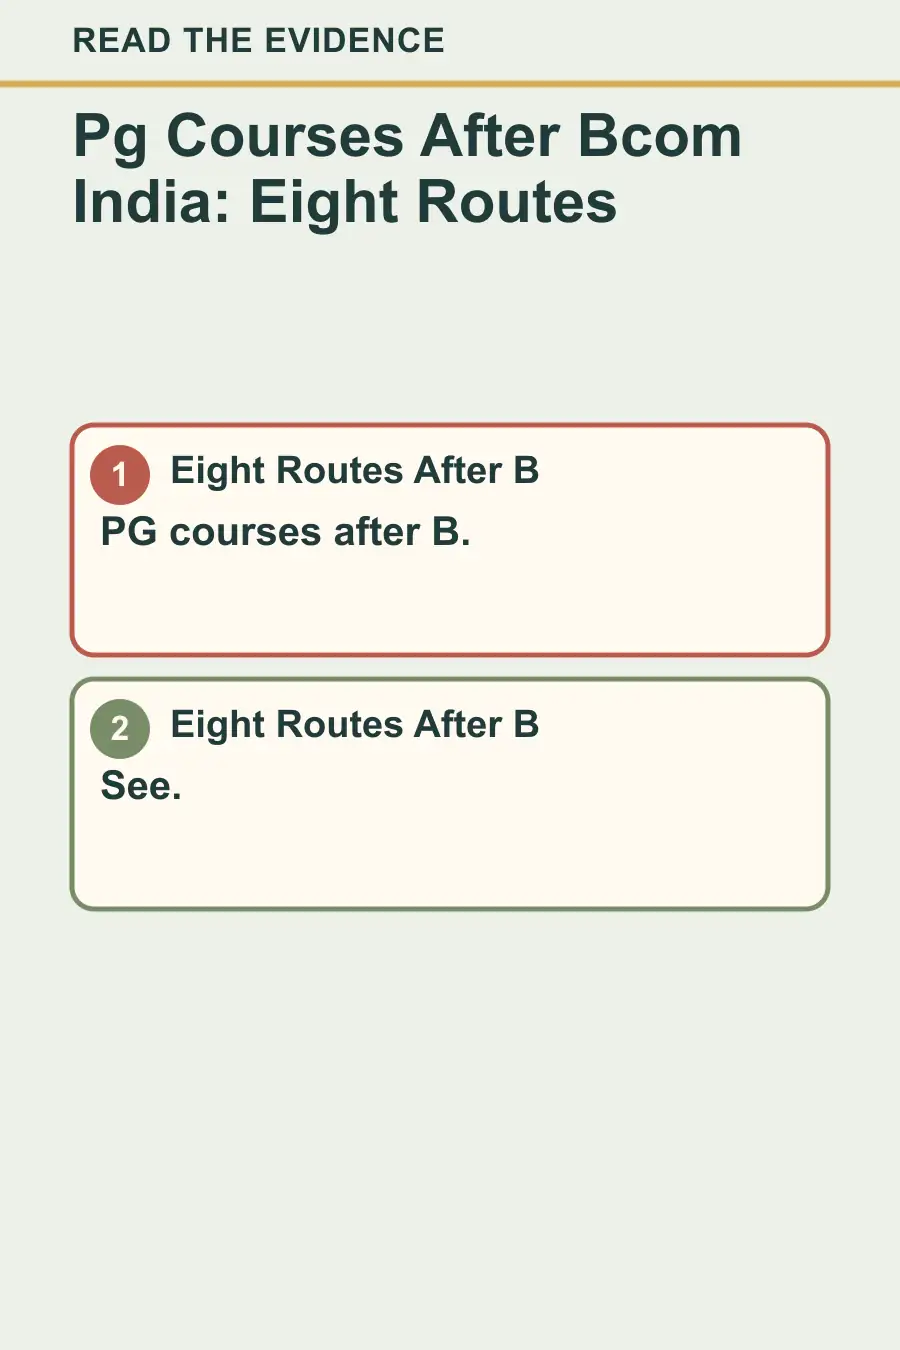 READ THE EVIDENCE
Pg Courses After Bcom
India: Eight Routes
1 Eight Routes After B
PG courses after B.
2 Eight Routes After B
See.